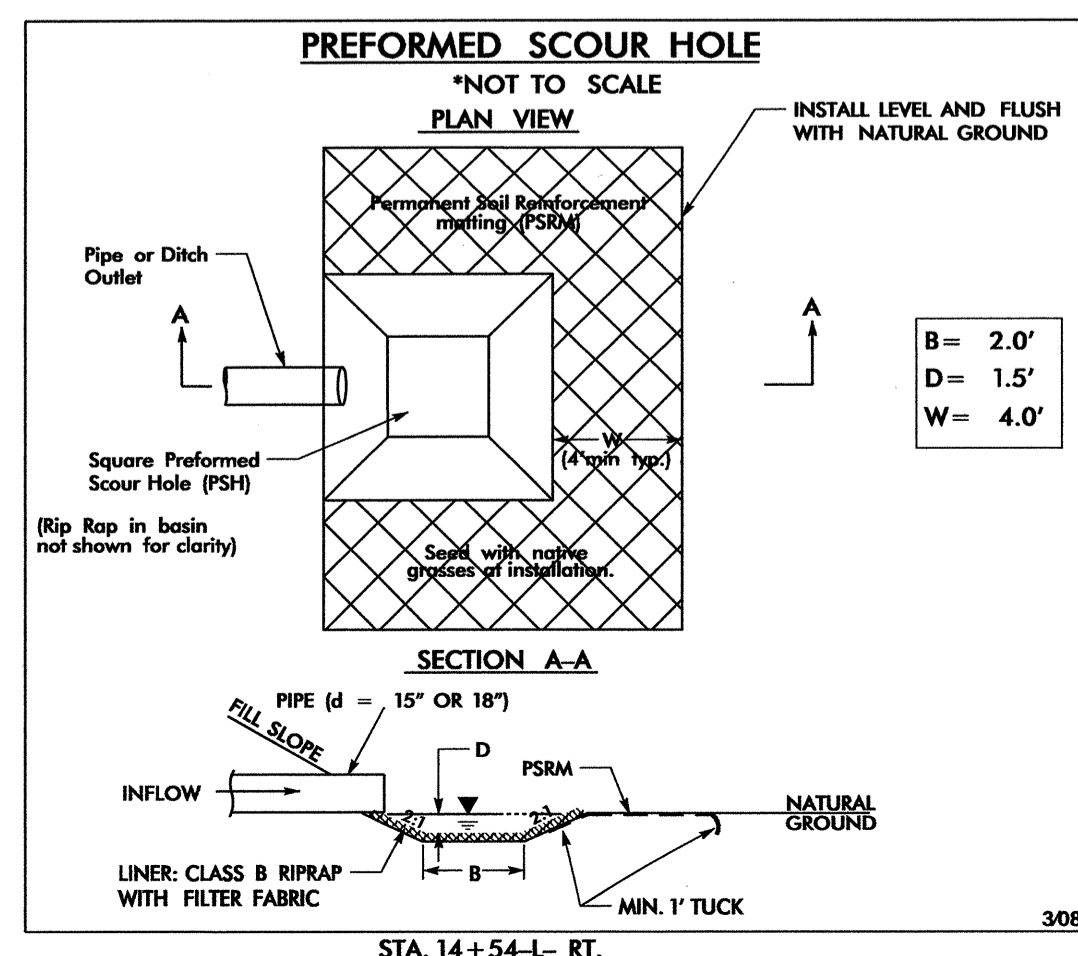 PREFORMED SCOUR HOLE
*NOT TO SCALE
PLAN VIEW
INSTALL LEVEL AND FLUSH
WITH NATURAL GROUND
Permanent Soil Reinforcement
matting (PSRM)
Pipe or Ditch
Outlet
A
A
B= 2.0'
D= 1.5'
W= 4.0'
W
(4'min typ.)
Square Preformed
Scour Hole (PSH)
(Rip Rap in basin
not shown for clarity)
Seed with native
grasses at installation.
SECTION A-A
PIPE (d = 15" OR 18")
FILL SLOPE
D
PSRM
INFLOW
2:1
2:1
NATURAL
GROUND
LINER: CLASS B RIPRAP
WITH FILTER FABRIC
B
MIN. 1' TUCK
3/08
STA. 14+54-L- RT.